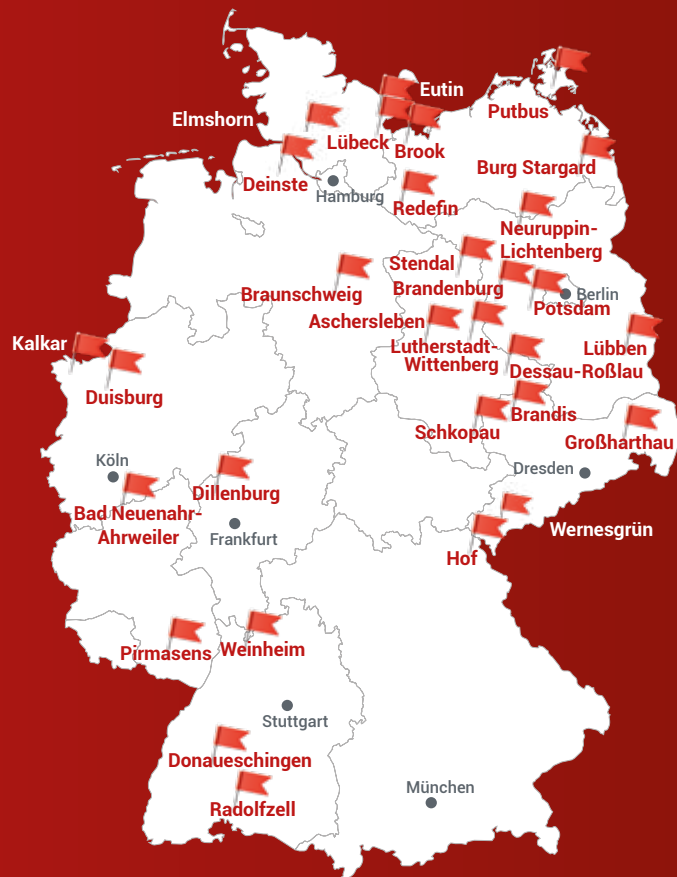 Eutin
Putbus
Elmshorn
Lübeck
Brook
Burg Stargard
Deinste
Hamburg
Redefin
Neuruppin-
Lichtenberg
Stendal
Brandenburg
Berlin
Braunschweig
Potsdam
Aschersleben
Kalkar
Lutherstadt-
Wittenberg
Lübben
Dessau-Roßlau
Duisburg
Brandis
Schkopau
Großharthau
Köln
Dresden
Dillenburg
Bad Neuenahr-
Ahrweiler
Wernesgrün
Frankfurt
Hof
Pirmasens
Weinheim
Stuttgart
Donaueschingen
München
Radolfzell